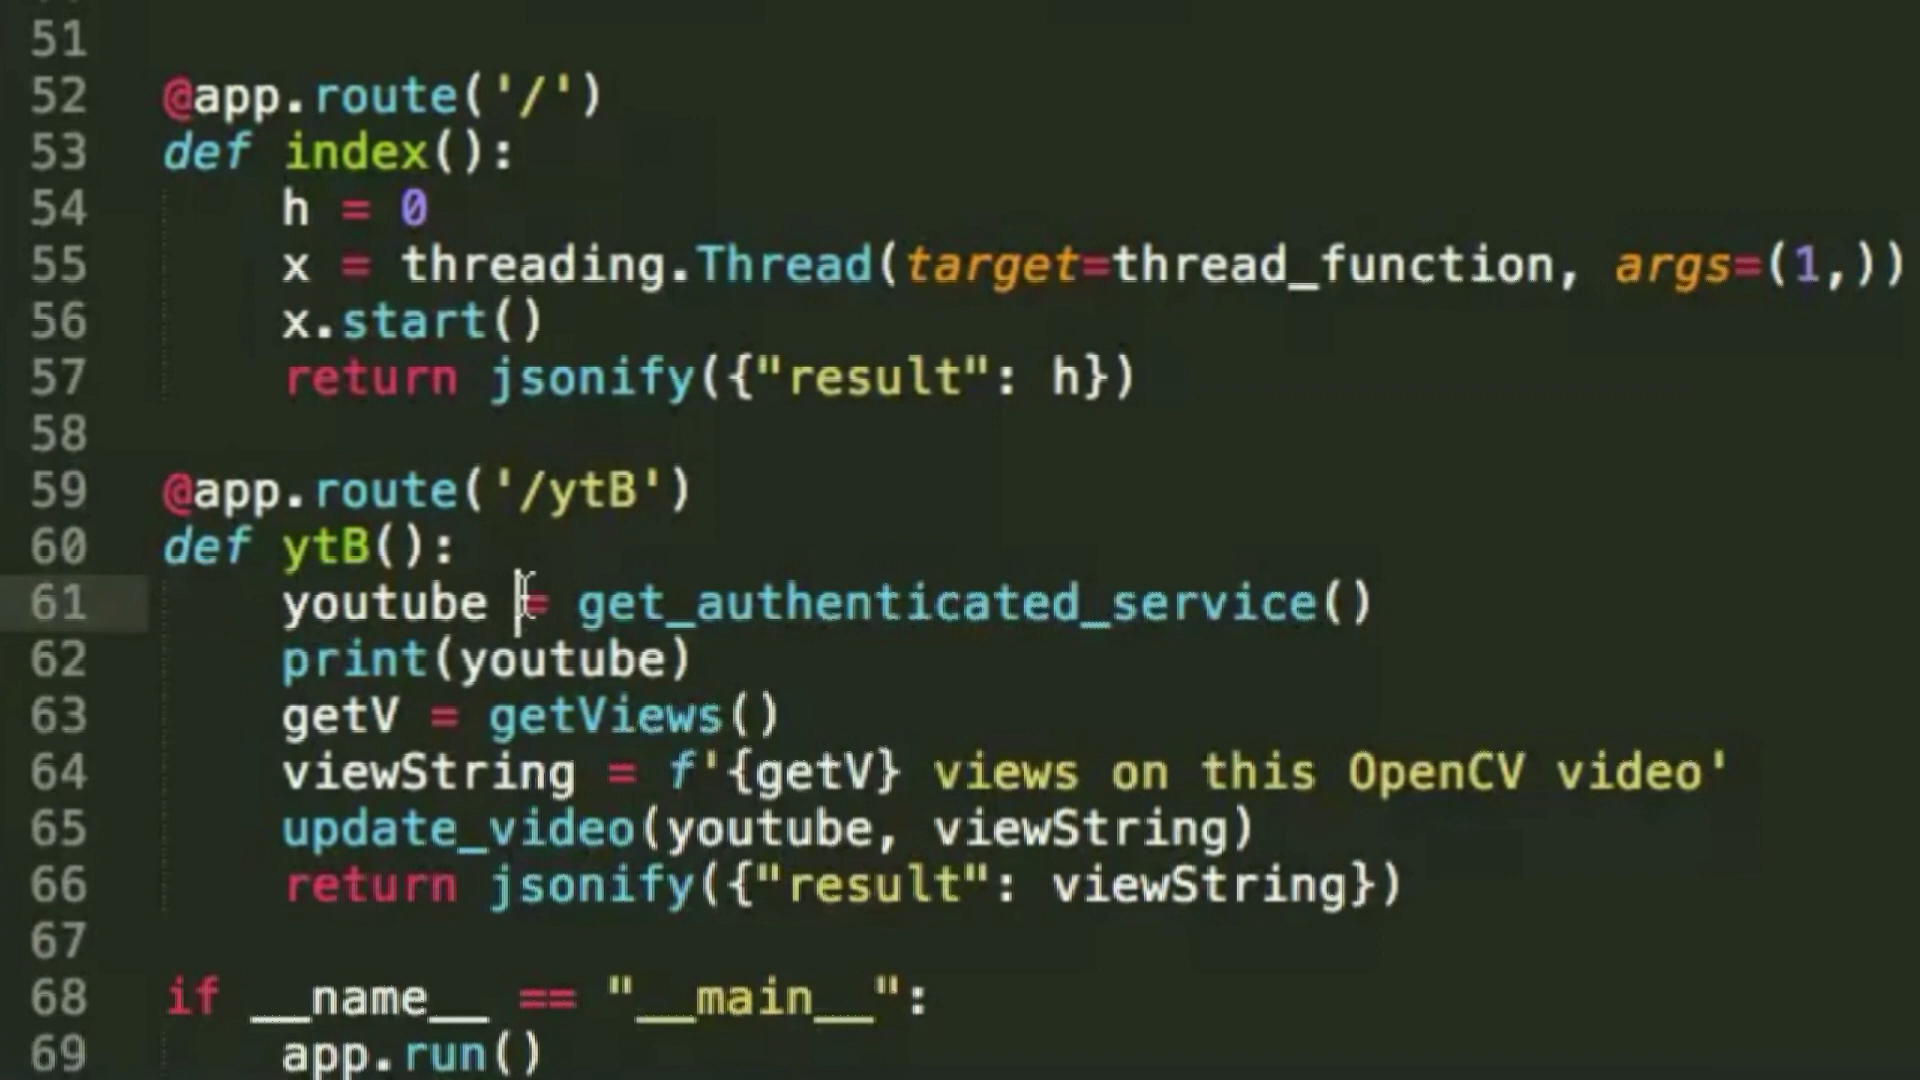 51
52 @app.route('/')
53 def index():
54 h = 0
55 x = threading.Thread(target=thread_function, args=(1,))
56 x.start()
57 return jsonify({"result": h})
58
59 @app.route('/ytB')
60 def ytB():
61 youtube = get_authenticated_service()
62 print(youtube)
63 getV = getViews()
64 viewString = f'{getV} views on this OpenCV video'
65 update_video(youtube, viewString)
66 return jsonify({"result": viewString})
67
68 if __name__ == "__main__":
69 app.run()